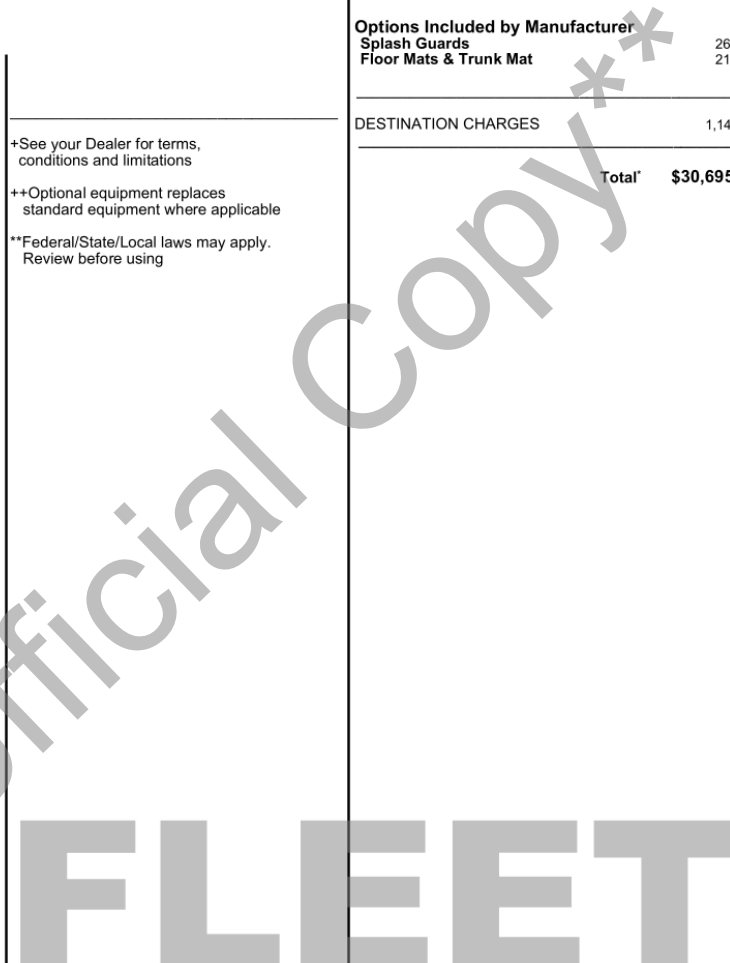 +See your Dealer for terms,
conditions and limitations
++Optional equipment replaces
standard equipment where applicable
**Federal/State/Local laws may apply.
Review before using
Options Included by Manufacturer
Splash Guards 26
Floor Mats & Trunk Mat 21
DESTINATION CHARGES 1,14
Total* $30,695
fficial Copy**
FLEET